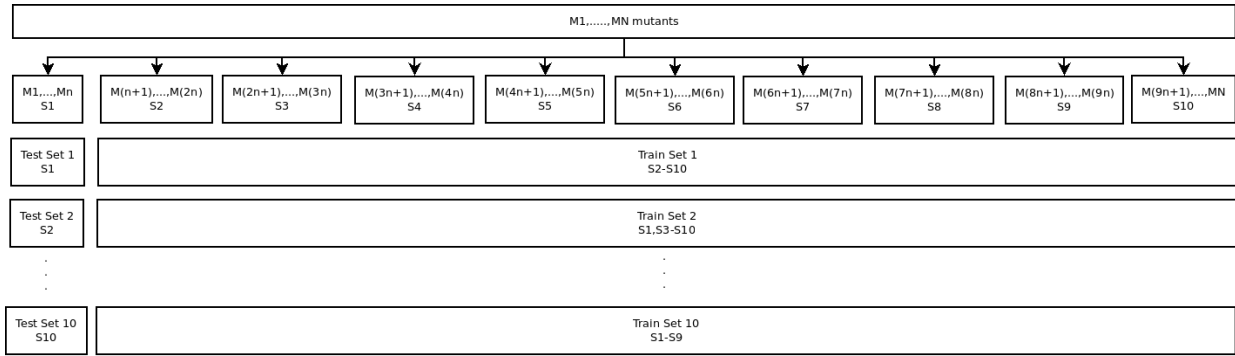 M1,.....,MN mutants
M1,...,Mn
S1
M(n+1),...,M(2n)
S2
M(2n+1),...,M(3n)
S3
M(3n+1),...,M(4n)
S4
M(4n+1),...,M(5n)
S5
M(5n+1),...,M(6n)
S6
M(6n+1),...,M(7n)
S7
M(7n+1),...,M(8n)
S8
M(8n+1),...,M(9n)
S9
M(9n+1),...,MN
S10
Test Set 1
S1
Train Set 1
S2-S10
Test Set 2
S2
Train Set 2
S1,S3-S10
. .
. .
. .
Test Set 10
S10
Train Set 10
S1-S9